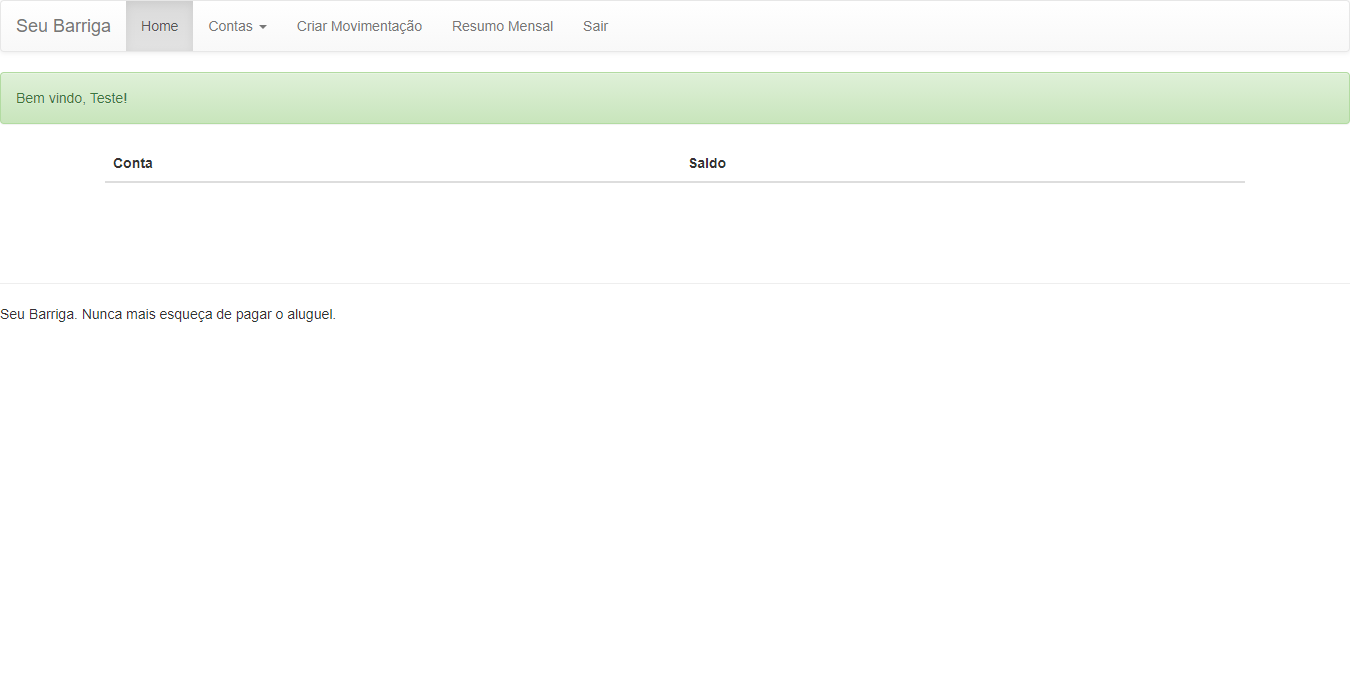 Seu Barriga Home Contas Criar Movimentação Resumo Mensal Sair
Bem vindo, Teste!
Conta Saldo
Seu Barriga. Nunca mais esqueça de pagar o aluguel.